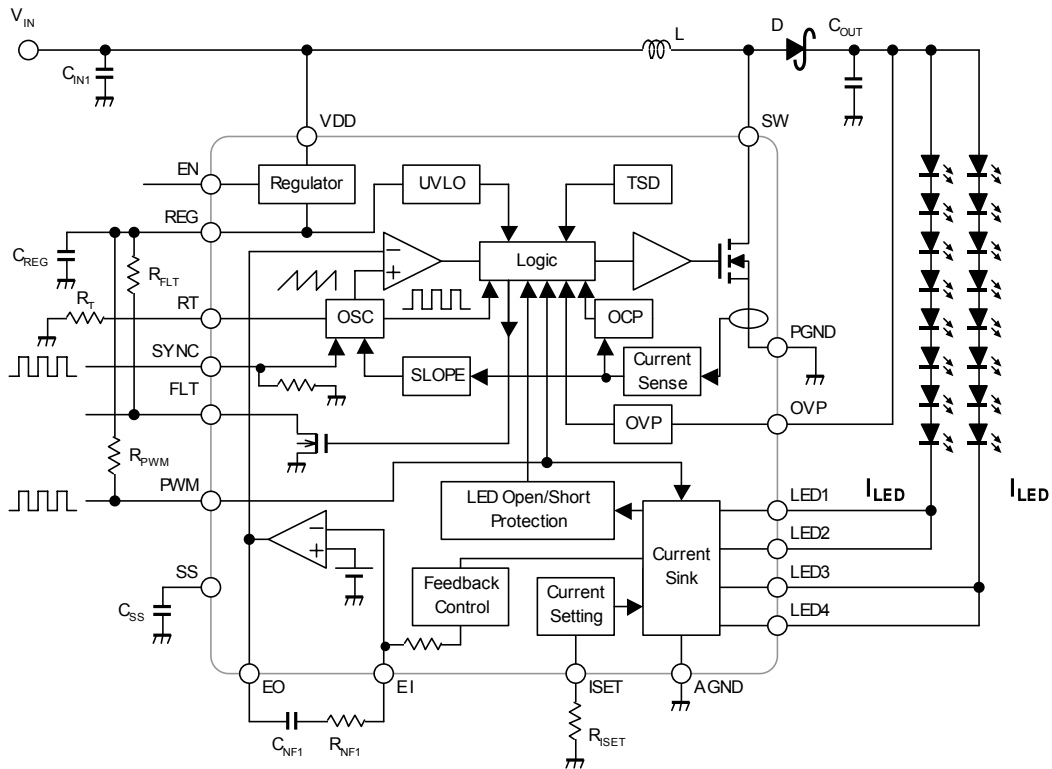 VIN
L
D
COUT
CIN1
VDD
SW
EN
Regulator
UVLO
TSD
REG
CREG
RFLT
Logic
RT
RT
OSC
OCP
PGND
SYNC
SLOPE
Current
Sense
FLT
OVP
OVP
RPWM
PWM
LED Open/Short
Protection
LED1
ILED
ILED
LED2
Current
Sink
SS
CSS
Feedback
Control
Current
Setting
LED3
LED4
EO
EI
ISET
AGND
CNF1
RNF1
RISET